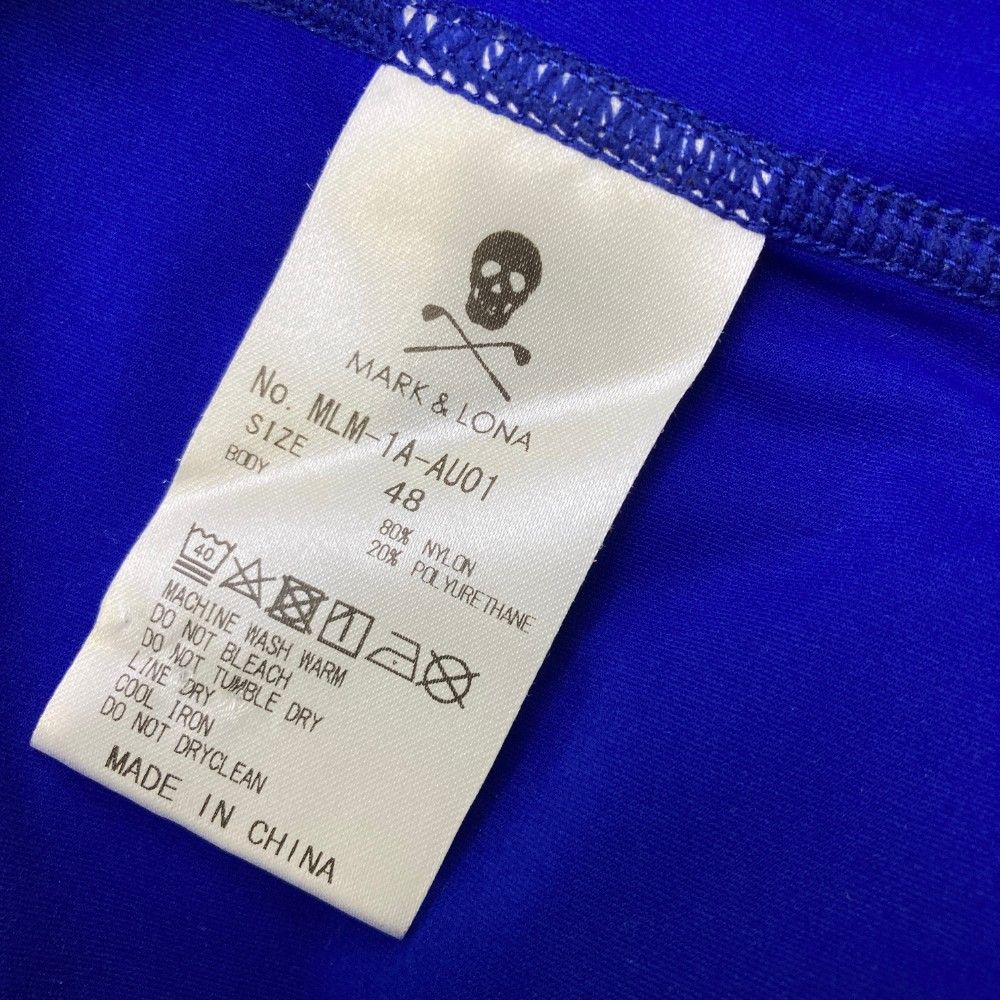 MARK & LONA
No. MLM-1A-AU01
SIZE 48
BODY 80% NYLON
20% POLYURETHANE
40
MACHINE WASH WARM
DO NOT BLEACH
DO NOT TUMBLE DRY
LINE DRY
COOL IRON
DO NOT DRYCLEAN
MADE IN CHINA